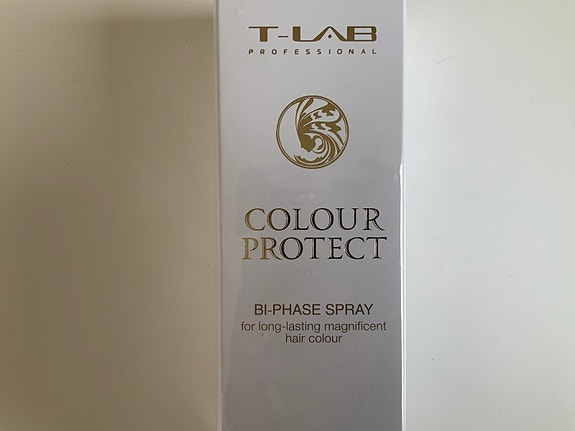 T-LAB
PROFESSIONAL
COLOUR
PROTECT
BI-PHASE SPRAY
for long-lasting magnificent
hair colour